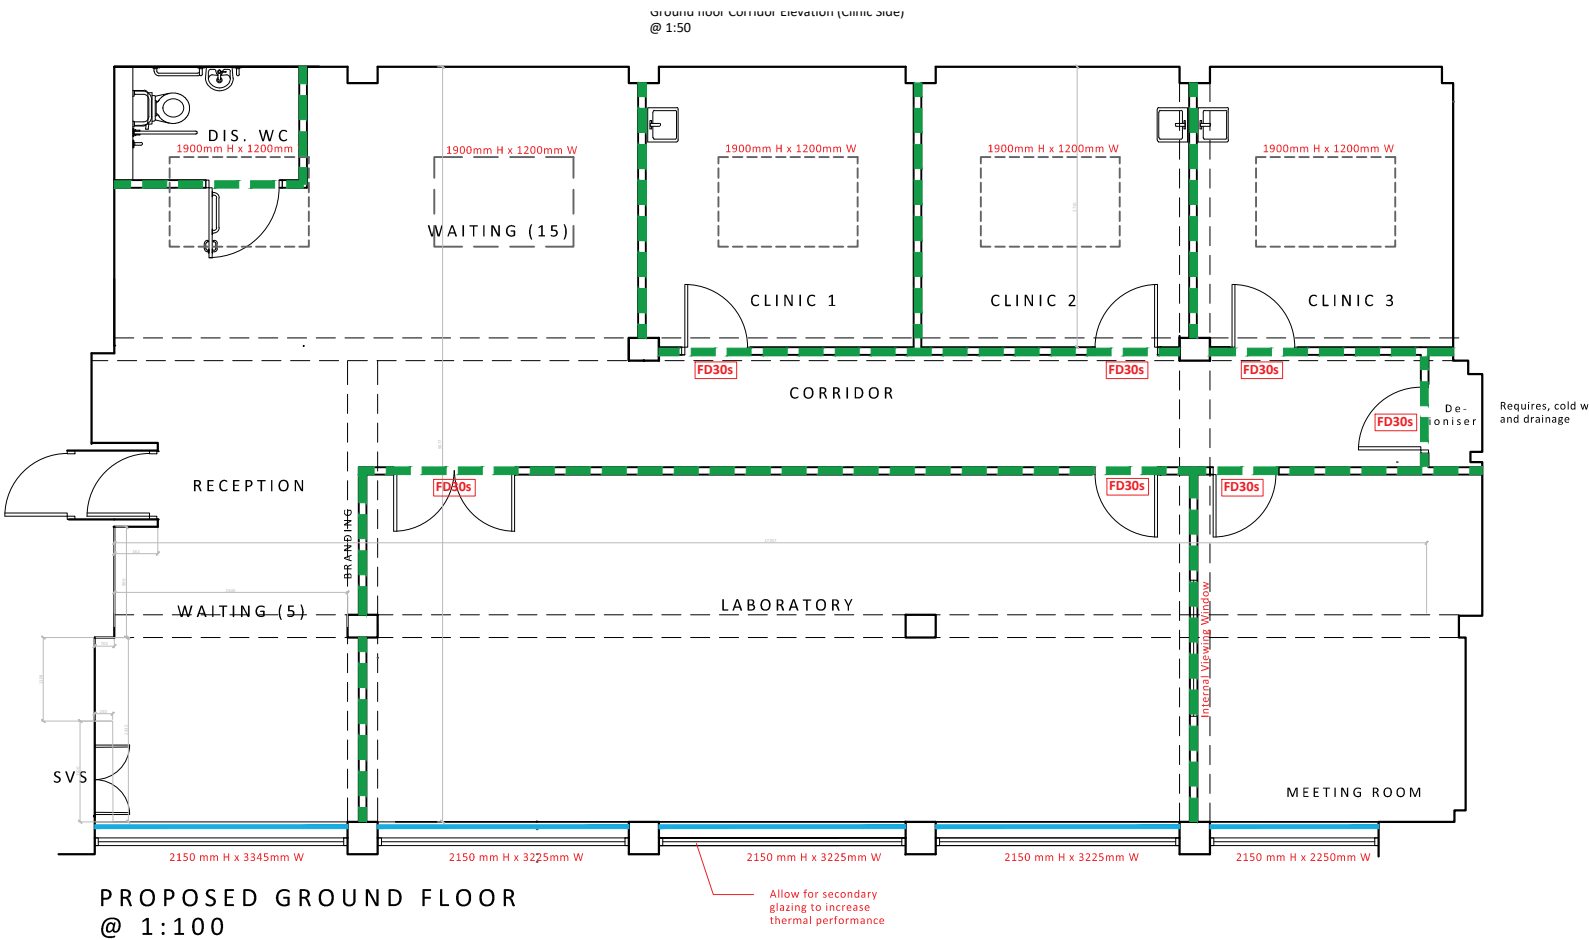 Ground floor Corridor Elevation (Clinic Side)
@ 1:50
DIS. WC
1900mm H x 1200mm
1900mm H x 1200mm W
1900mm H x 1200mm W
1900mm H x 1200mm W
1900mm H x 1200mm W
WAITING (15)
CLINIC 1
CLINIC 2
CLINIC 3
FD30s
FD30s
FD30s
CORRIDOR
De-
ioniser
Requires, cold w
and drainage
FD30s
RECEPTION
FD30s
FD30s
FD30s
BRANDING
WAITING (5)
LABORATORY
Internal Viewing Window
SVS
MEETING ROOM
2150 mm H x 3345mm W
2150 mm H x 3225mm W
2150 mm H x 3225mm W
2150 mm H x 3225mm W
2150 mm H x 2250mm W
Allow for secondary
glazing to increase
thermal performance
PROPOSED GROUND FLOOR
@ 1:100